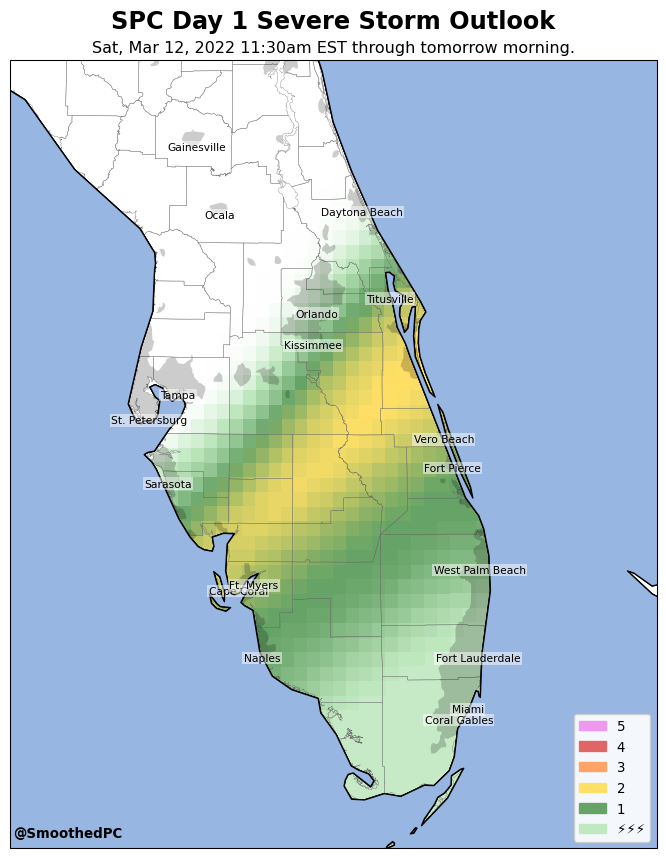 SPC Day 1 Severe Storm Outlook
Sat, Mar 12, 2022 11:30am EST through tomorrow morning.
Gainesville
Daytona Beach
Ocala
Titusville
Orlando
Kissimmee
Tampa
St. Petersburg
Vero Beach
Fort Pierce
Sarasota
West Palm Beach
Ft. Myers
Cape Coral
Naples
Fort Lauderdale
Miami
Coral Gables
5
4
3
2
1
⚡⚡⚡
@SmoothedPC